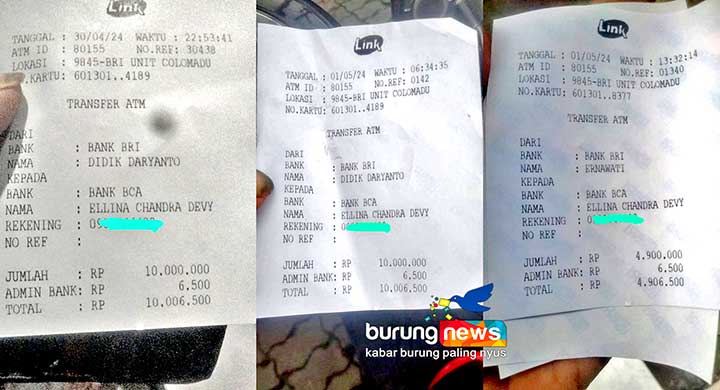 Link
TANGGAL : 30/04/24 WAKTU : 22:53:41
ATM ID : 80155 NO.REF: 30438
LOKASI : 9845-BRI UNIT COLOMADU
NO.KARTU: 601301..4189
TRANSFER ATM
DARI
BANK : BANK BRI
NAMA : DIDIK DARYANTO
KEPADA
BANK : BANK BCA
NAMA : ELLINA CHANDRA DEVY
REKENING :
NO REF :
JUMLAH : RP 10.000.000
ADMIN BANK: RP 6.500
TOTAL : RP 10.006.500
Link
TANGGAL : 01/05/24 WAKTU : 06:34:35
ATM ID : 80155 NO.REF: 0142
LOKASI : 9845-BRI UNIT COLOMADU
NO.KARTU: 601301..4189
TRANSFER ATM
DARI
BANK : BANK BRI
NAMA : DIDIK DARYANTO
KEPADA
BANK : BANK BCA
NAMA : ELLINA CHANDRA DEVY
REKENING :
NO REF :
JUMLAH : RP 10.000.000
ADMIN BANK: RP 6.500
TOTAL : RP 10.006.500
Link
TANGGAL : 01/05/24 WAKTU : 13:32:14
ATM ID : 80155 NO.REF: 01340
LOKASI : 9845-BRI UNIT COLOMADU
NO.KARTU: 601301..8377
TRANSFER ATM
DARI
BANK : BANK BRI
NAMA : ERNAWATI
KEPADA
BANK : BANK BCA
NAMA : ELLINA CHANDRA DEVY
REKENING :
NO REF :
JUMLAH : RP 4.900.000
ADMIN BANK: RP 6.500
TOTAL : RP 4.906.500
burung news
kabar burung paling nyus